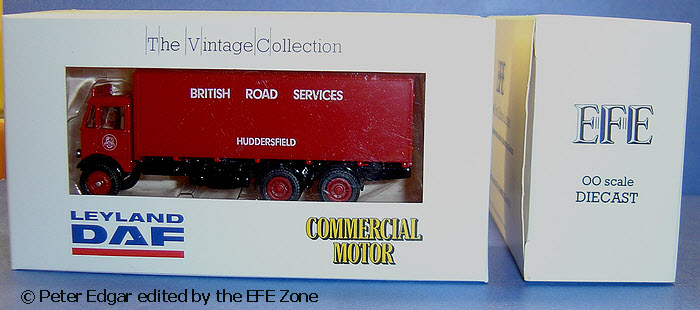 The Vintage Collection
BRITISH ROAD SERVICES
HUDDERSFIELD
LEYLAND
DAF
COMMERCIAL
MOTOR
EFE
OO scale
DIECAST
© Peter Edgar edited by the EFE Zone